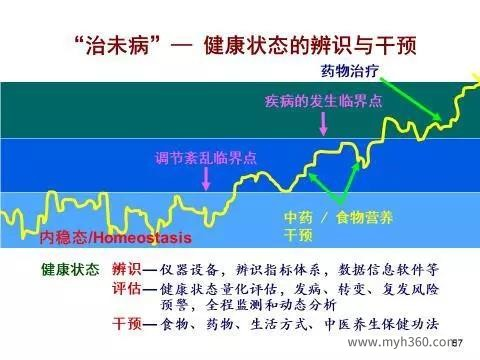 “治未病”— 健康状态的辨识与干预
药物治疗
疾病的发生临界点
调节紊乱临界点
中药 / 食物营养
干预
内稳态/Homeostasis
健康状态 辨识—仪器设备，辨识指标体系，数据信息软件等
评估—健康状态量化评估，发病、转变、复发风险
预警，全程监测和动态分析
干预—食物、药物、生活方式、中医养生保健功法
www.myh360.com